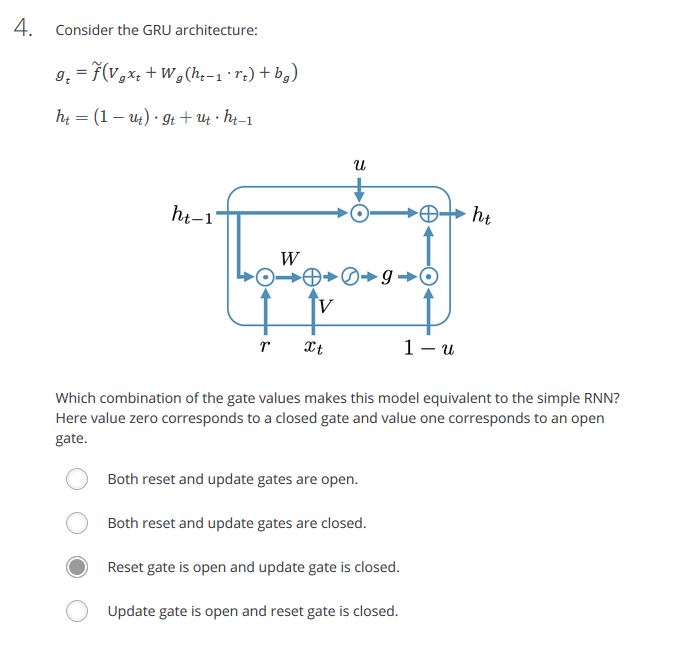 4. Consider the GRU architecture:
g_t = f̃(V_g x_t + W_g(h_{t−1} · r_t) + b_g)
h_t = (1 − u_t) · g_t + u_t · h_{t−1}
u
h_{t−1} h_t
W
g
V
r x_t 1 − u
Which combination of the gate values makes this model equivalent to the simple RNN?
Here value zero corresponds to a closed gate and value one corresponds to an open
gate.
Both reset and update gates are open.
Both reset and update gates are closed.
Reset gate is open and update gate is closed.
Update gate is open and reset gate is closed.